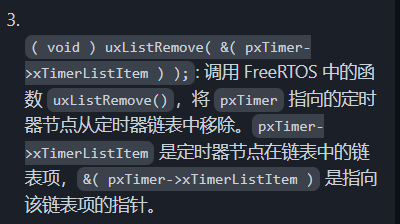 3.
( void ) uxListRemove( &( pxTimer-
>xTimerListItem ) ); : 调用 FreeRTOS 中的函
数 uxListRemove()，将 pxTimer 指向的定时
器节点从定时器链表中移除。pxTimer-
>xTimerListItem 是定时器节点在链表中的链
表项，&( pxTimer->xTimerListItem ) 是指向
该链表项的指针。